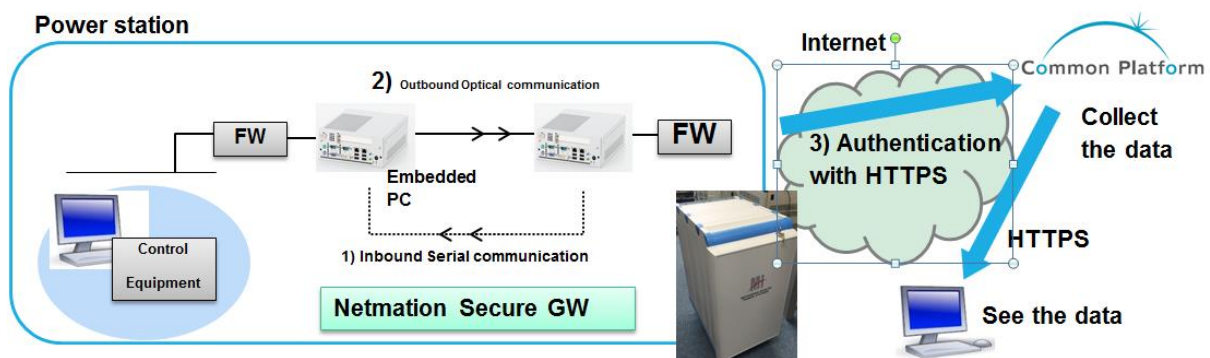 Power station
Internet
Common Platform
2) Outbound Optical communication
FW
FW
Collect
the data
3) Authentication
with HTTPS
Embedded
PC
Control
Equipment
1) Inbound Serial communication
HTTPS
Netmation Secure GW
See the data